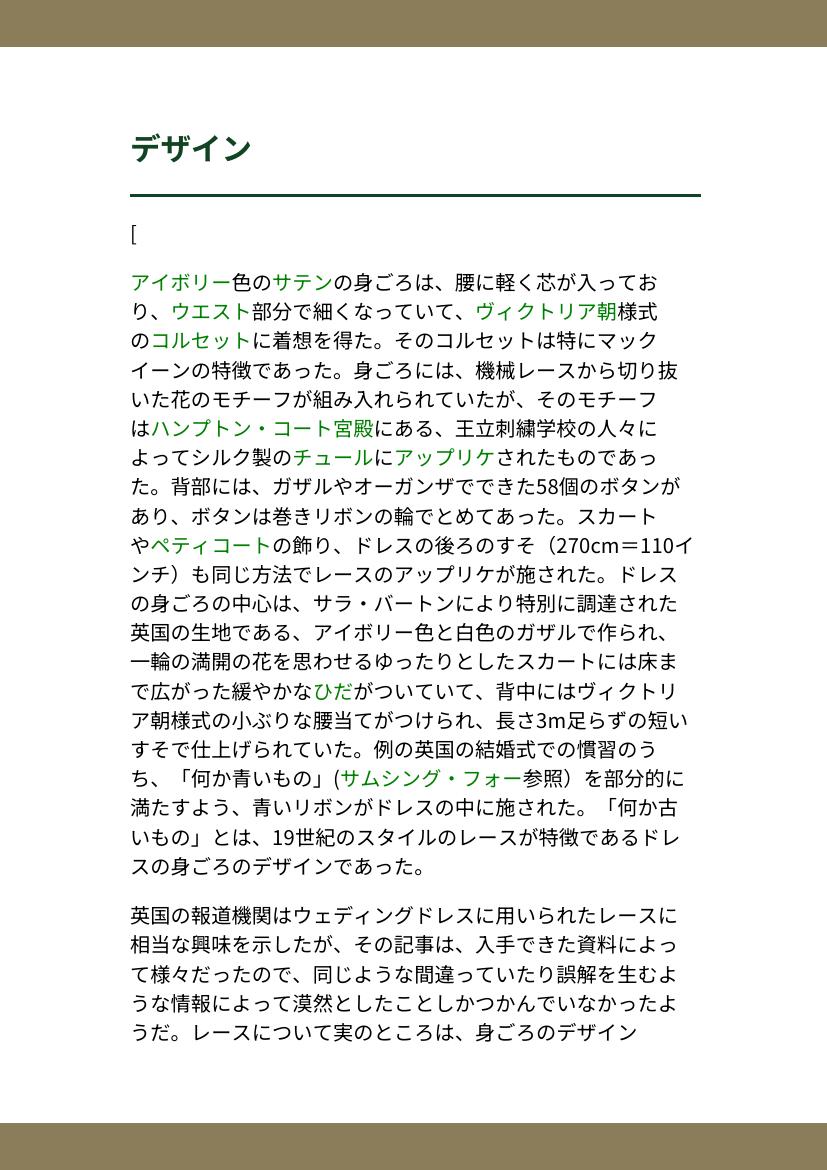 デザイン
[
アイボリー色のサテンの身ごろは、腰に軽く芯が入ってお
り、ウエスト部分で細くなっていて、ヴィクトリア朝様式
のコルセットに着想を得た。そのコルセットは特にマック
イーンの特徴であった。身ごろには、機械レースから切り抜
いた花のモチーフが組み入れられていたが、そのモチーフ
はハンプトン・コート宮殿にある、王立刺繍学校の人々に
よってシルク製のチュールにアップリケされたものであっ
た。背部には、ガザルやオーガンザでできた58個のボタンが
あり、ボタンは巻きリボンの輪でとめてあった。スカート
やペティコートの飾り、ドレスの後ろのすそ（270cm＝110イ
ンチ）も同じ方法でレースのアップリケが施された。ドレス
の身ごろの中心は、サラ・バートンにより特別に調達された
英国の生地である、アイボリー色と白色のガザルで作られ、
一輪の満開の花を思わせるゆったりとしたスカートには床ま
で広がった緩やかなひだがついていて、背中にはヴィクトリ
ア朝様式の小ぶりな腰当てがつけられ、長さ3m足らずの短い
すそで仕上げられていた。例の英国の結婚式での慣習のう
ち、「何か青いもの」(サムシング・フォー参照）を部分的に
満たすよう、青いリボンがドレスの中に施された。「何か古
いもの」とは、19世紀のスタイルのレースが特徴であるドレ
スの身ごろのデザインであった。
英国の報道機関はウェディングドレスに用いられたレースに
相当な興味を示したが、その記事は、入手できた資料によっ
て様々だったので、同じような間違っていたり誤解を生むよ
うな情報によって漠然としたことしかつかんでいなかったよ
うだ。レースについて実のところは、身ごろのデザイン